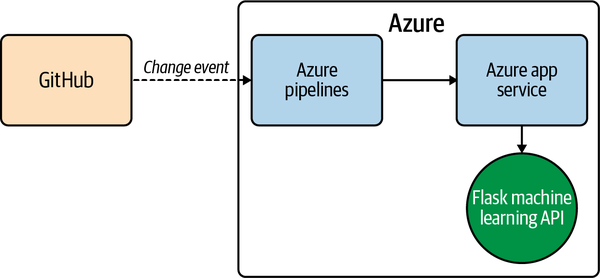 Azure
GitHub
Change event
Azure
pipelines
Azure app
service
Flask machine
learning API